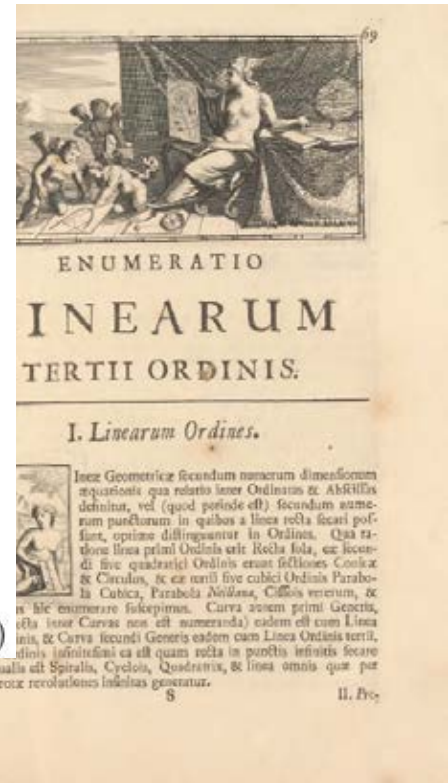 69
ENUMERATIO
INEARUM
TERTII ORDINIS.
I. Linearum Ordines.
Ineæ Geometricæ secundum numerum dimensionum
æquationis qua relatio inter Ordinatas & Abscissas
definitur, vel (quod perinde est) secundum nume-
rum punctorum in quibus a linea recta secari pos-
sunt, optime distinguuntur in Ordines. Qua ra-
tione linea primi Ordinis erit Recta sola, eæ secun-
di sive quadratici Ordinis erunt sectiones Conicæ
& Circulus, & eæ tertii sive cubici Ordinis Parabo-
la Cubica, Parabola Neiliana, Cissois veterum, &
hic enumerare suscepimus. Curva autem primi Generis,
recta inter Curvas non est numeranda) eadem est cum Linea
inis, & Curva secundi Generis eadem cum Linea Ordinis tertii,
rdinis infinitesimi ea est quam recta in punctis infinitis secare
ualis est Spiralis, Cyclois, Quadratrix, & linea omnis quæ per
rotæ revolutiones infinitas generatur.
S II. Pro-